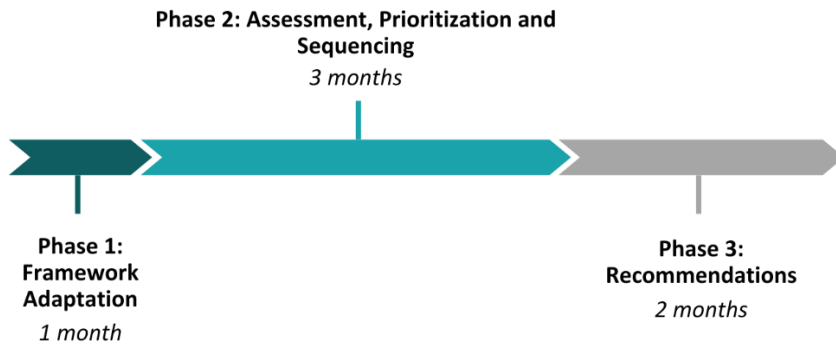 Phase 2: Assessment, Prioritization and
Sequencing
3 months
Phase 1:
Framework
Adaptation
1 month
Phase 3:
Recommendations
2 months